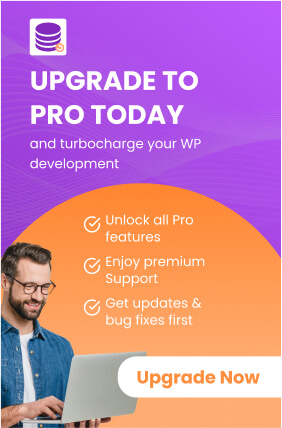 UPGRADE TO
PRO TODAY
and turbocharge your WP
development
Unlock all Pro
features
Enjoy premium
Support
Get updates &
bug fixes first
Upgrade Now